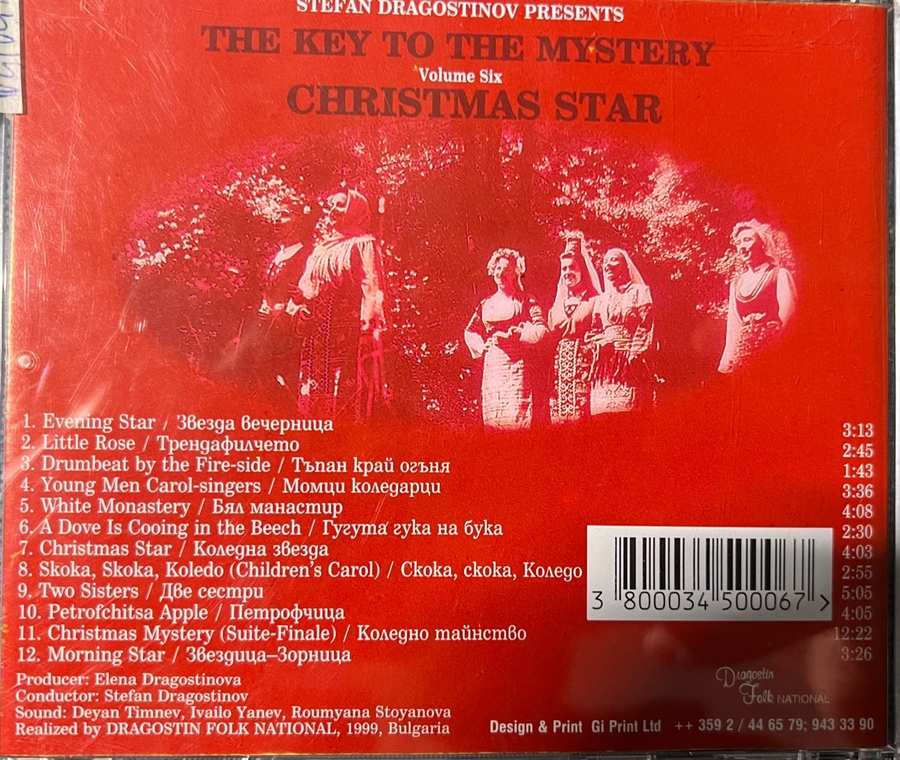 STEFAN DRAGOSTINOV PRESENTS
THE KEY TO THE MYSTERY
Volume Six
CHRISTMAS STAR
1. Evening Star / Звезда вечерница 3:13
2. Little Rose / Трендафилчето 2:45
3. Drumbeat by the Fire-side / Тъпан край огъня 1:43
4. Young Men Carol-singers / Момци коледарци 3:36
5. White Monastery / Бял манастир 4:08
6. A Dove Is Cooing in the Beech / Гугута гука на бука 2:30
7. Christmas Star / Коледна звезда 4:03
8. Skoka, Skoka, Koledo (Children's Carol) / Скока, скока, Коледо 2:55
9. Two Sisters / Две сестри 5:05
10. Petrofchitsa Apple / Петрофчица 4:05
11. Christmas Mystery (Suite-Finale) / Коледно тайнство 12:22
12. Morning Star / Звездица–Зорница 3:26
3 800034 500067 >
Producer: Elena Dragostinova
Conductor: Stefan Dragostinov
Sound: Deyan Timnev, Ivailo Yanev, Roumyana Stoyanova
Realized by DRAGOSTIN FOLK NATIONAL, 1999, Bulgaria
Dragostin
Folk NATIONAL
Design & Print Gi Print Ltd ++ 359 2 / 44 65 79; 943 33 90